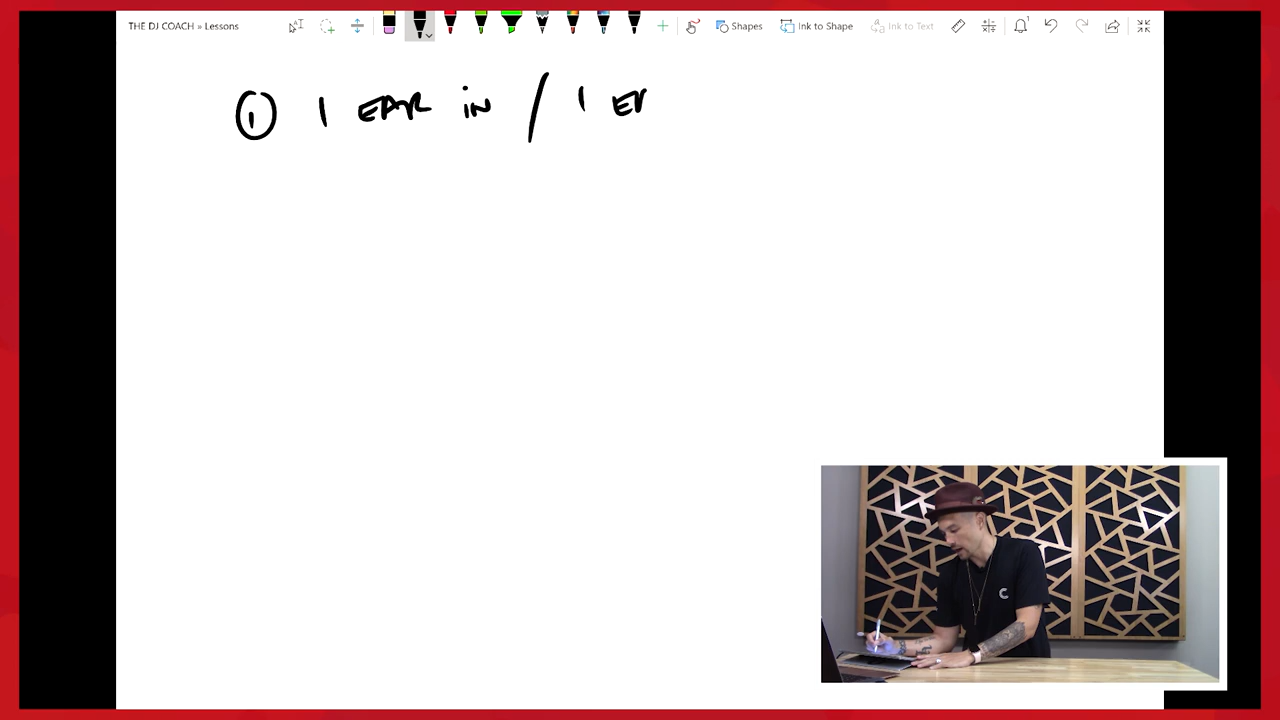 THE DJ COACH » Lessons
Shapes
Ink to Shape
Ink to Text
① 1 EAR IN / 1 EA
C